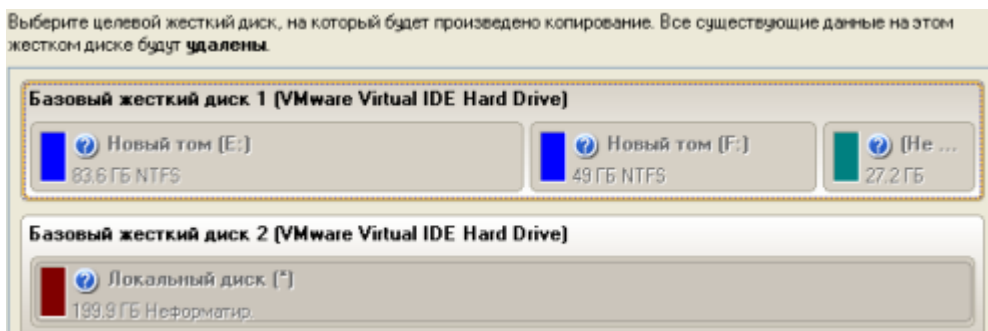 Выберите целевой жесткий диск, на который будет произведено копирование. Все существующие данные на этом
жестком диске будут удалены.
Базовый жесткий диск 1 (VMware Virtual IDE Hard Drive)
Новый том (E:) Новый том (F:) (Не ...
83.6 ГБ NTFS 49 ГБ NTFS 27.2 ГБ
Базовый жесткий диск 2 (VMware Virtual IDE Hard Drive)
Локальный диск (*)
199.9 ГБ Неформатир.